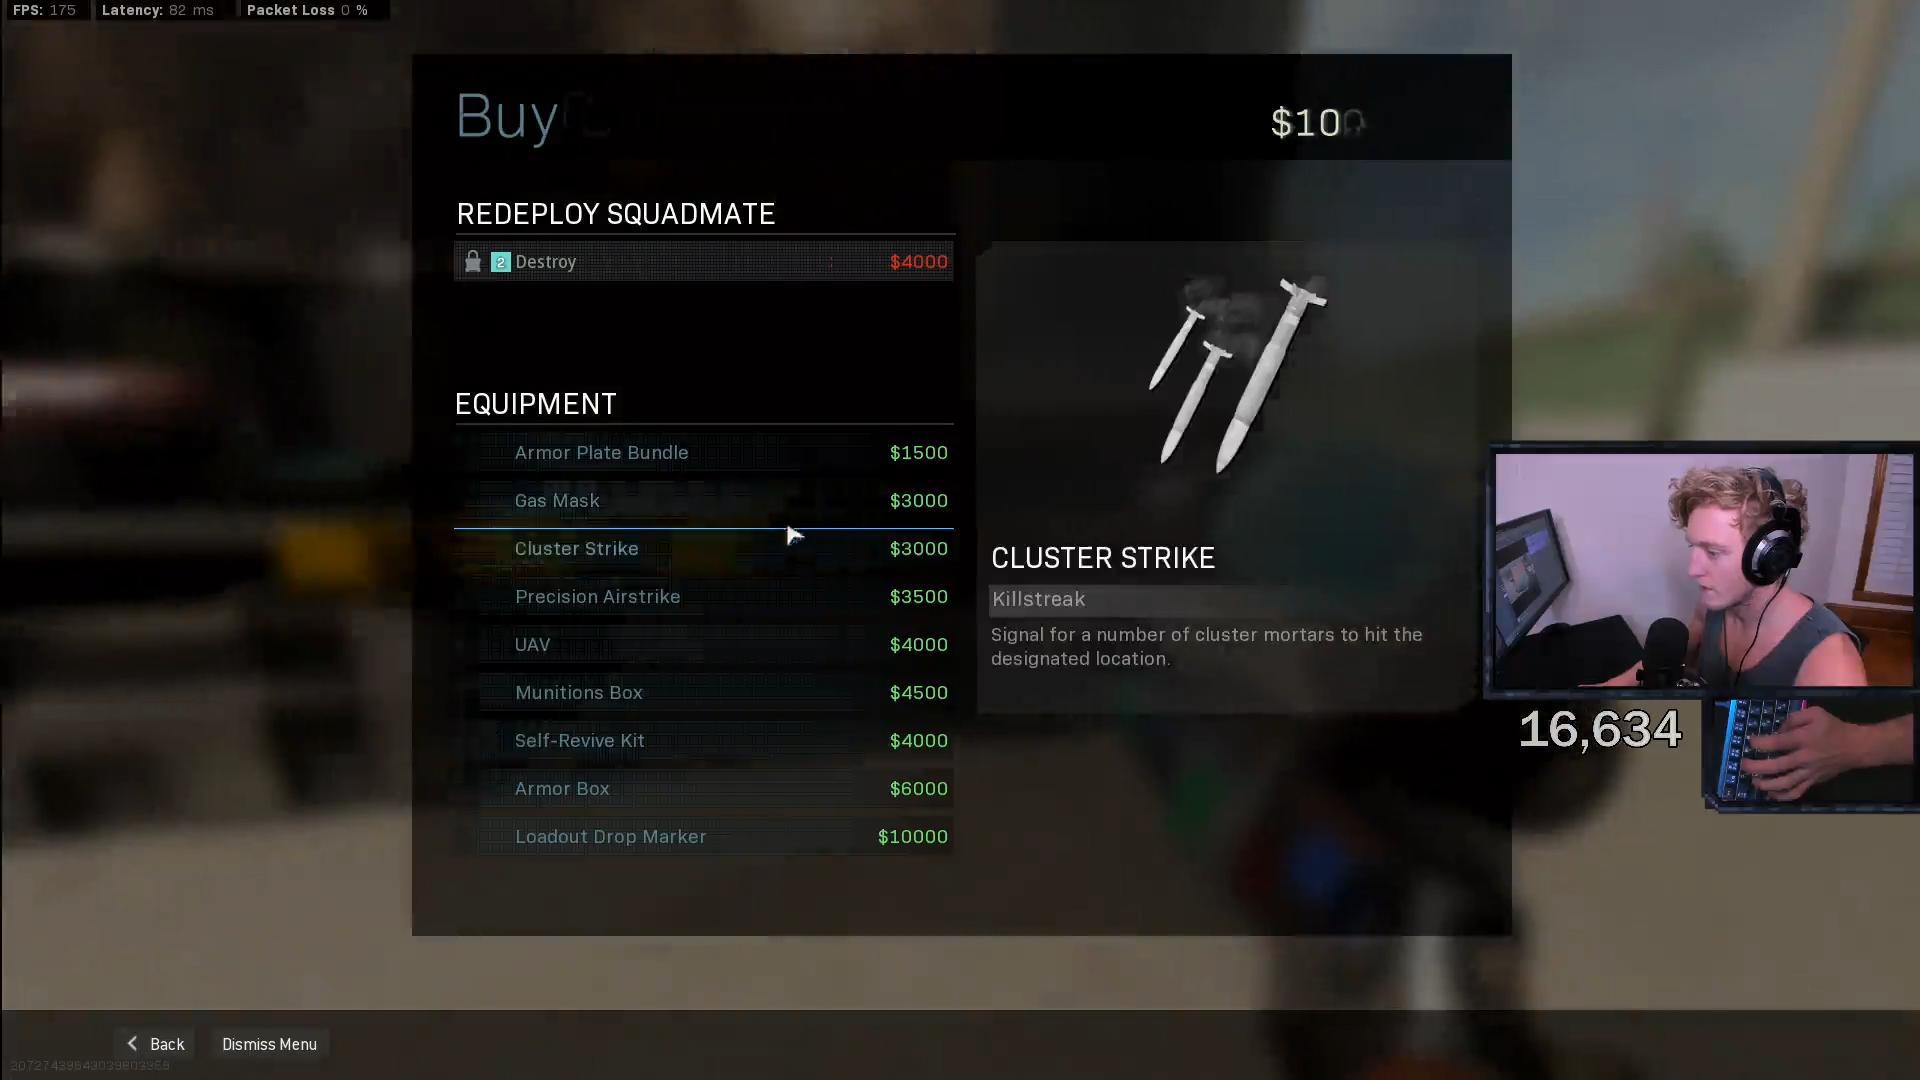 FPS: 175 Latency: 82 ms Packet Loss 0 %
Buy
$10
REDEPLOY SQUADMATE
2 Destroy $4000
EQUIPMENT
Armor Plate Bundle $1500
Gas Mask $3000
Cluster Strike $3000
Precision Airstrike $3500
UAV $4000
Munitions Box $4500
Self-Revive Kit $4000
Armor Box $6000
Loadout Drop Marker $10000
CLUSTER STRIKE
Killstreak
Signal for a number of cluster mortars to hit the
designated location.
16,634
Back Dismiss Menu